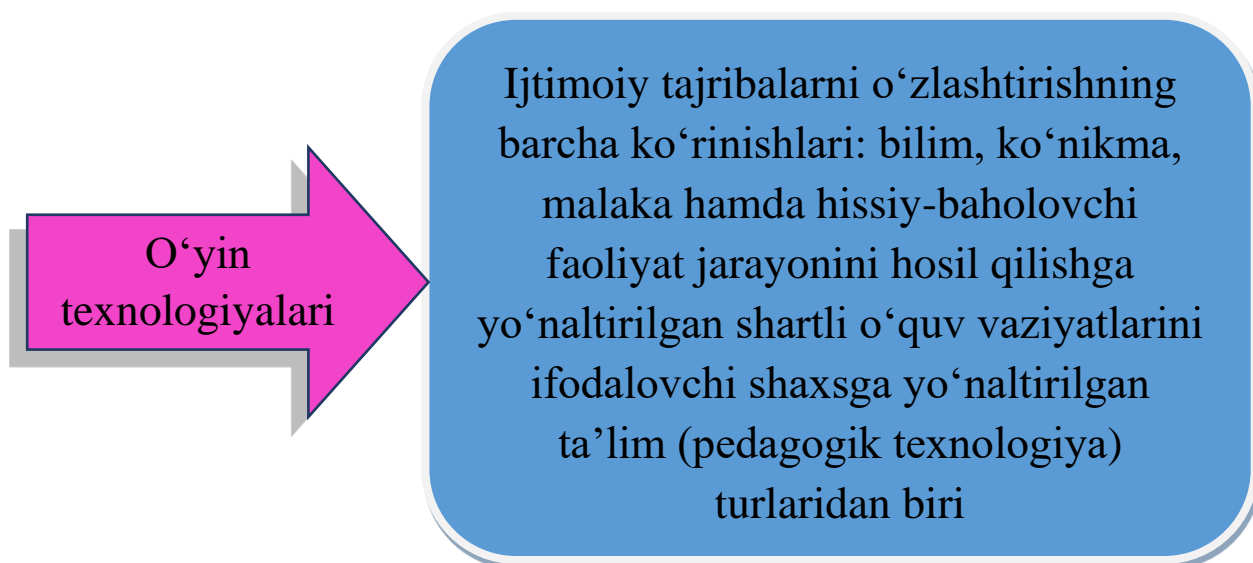 O‘yin
texnologiyalari
Ijtimoiy tajribalarni o‘zlashtirishning
barcha ko‘rinishlari: bilim, ko‘nikma,
malaka hamda hissiy-baholovchi
faoliyat jarayonini hosil qilishga
yo‘naltirilgan shartli o‘quv vaziyatlarini
ifodalovchi shaxsga yo‘naltirilgan
ta’lim (pedagogik texnologiya)
turlaridan biri